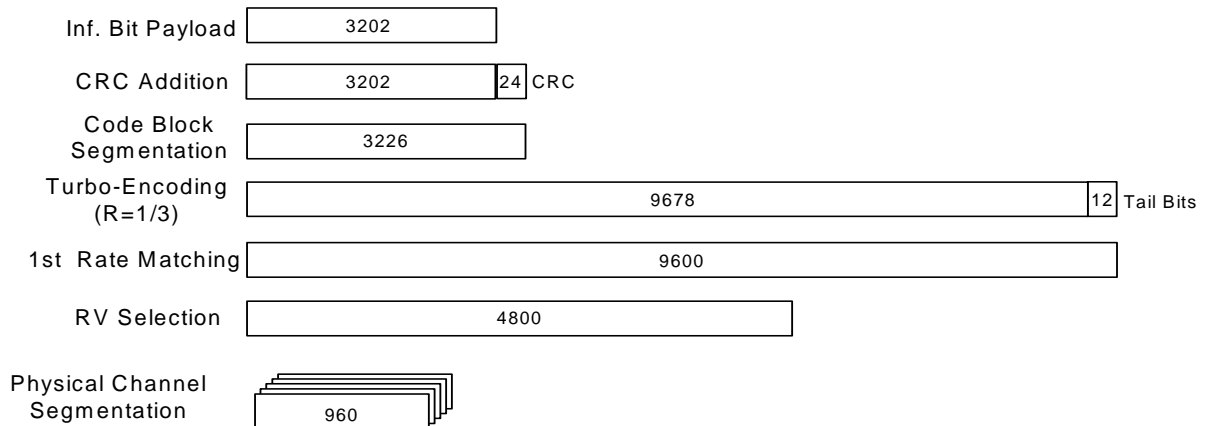 Inf. Bit Payload 3202
CRC Addition 3202 24 CRC
Code Block
Segmentation 3226
Turbo-Encoding
(R=1/3) 9678 12 Tail Bits
1st Rate Matching 9600
RV Selection 4800
Physical Channel
Segmentation 960